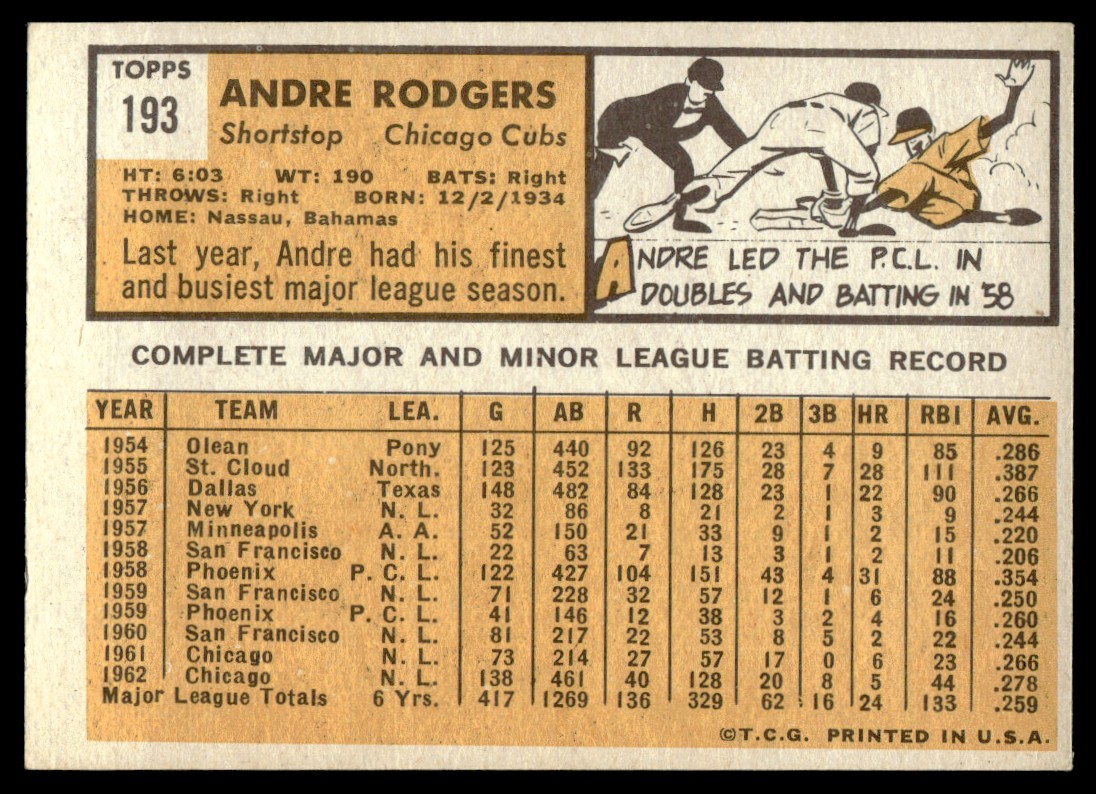 TOPPS
193
ANDRE RODGERS
Shortstop Chicago Cubs
HT: 6:03 WT: 190 BATS: Right
THROWS: Right BORN: 12/2/1934
HOME: Nassau, Bahamas
Last year, Andre had his finest
and busiest major league season.
ANDRE LED THE P.C.L. IN
DOUBLES AND BATTING IN '58
COMPLETE MAJOR AND MINOR LEAGUE BATTING RECORD
YEAR TEAM LEA. G AB R H 2B 3B HR RBI AVG.
1954 Olean Pony 125 440 92 126 23 4 9 85 .286
1955 St. Cloud North. 123 452 133 175 28 7 28 111 .387
1956 Dallas Texas 148 482 84 128 23 1 22 90 .266
1957 New York N. L. 32 86 8 21 2 1 3 9 .244
1957 Minneapolis A. A. 52 150 21 33 9 1 2 15 .220
1958 San Francisco N. L. 22 63 7 13 3 1 2 11 .206
1958 Phoenix P. C. L. 122 427 104 151 43 4 31 88 .354
1959 San Francisco N. L. 71 228 32 57 12 1 6 24 .250
1959 Phoenix P. C. L. 41 146 12 38 3 2 4 16 .260
1960 San Francisco N. L. 81 217 22 53 8 5 2 22 .244
1961 Chicago N. L. 73 214 27 57 17 0 6 23 .266
1962 Chicago N. L. 138 461 40 128 20 8 5 44 .278
Major League Totals 6 Yrs. 417 1269 136 329 62 16 24 133 .259
©T.C.G. PRINTED IN U.S.A.